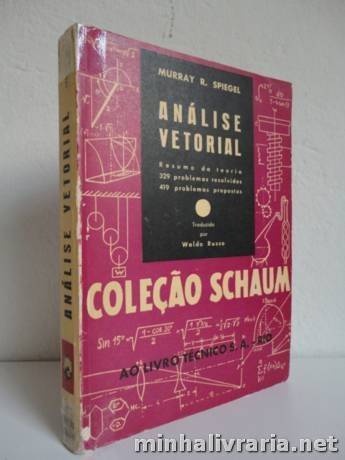 MURRAY R. SPIEGEL
ANÁLISE
VETORIAL
Resumo da teoria
329 problemas resolvidos
419 problemas propostos
Traduzido
por
Waldo Russo
COLEÇÃO SCHAUM
AO LIVRO TÉCNICO S. A. - RIO
ANÁLISE VETORIAL
W
minhalivraria.net